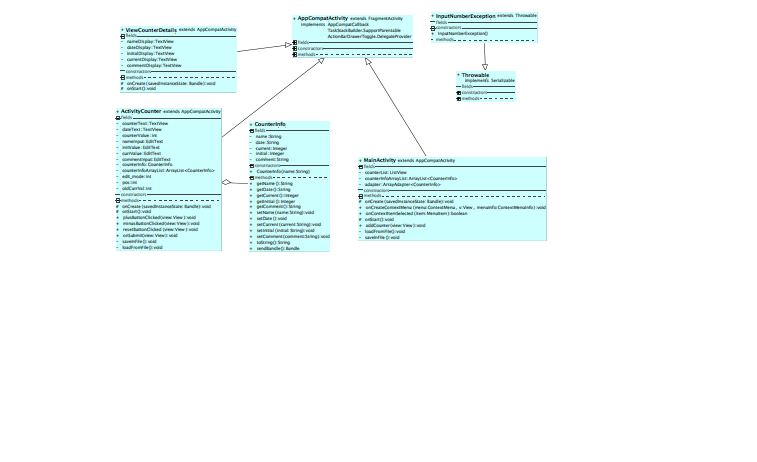 + ViewCounterDetails extends AppCompatActivity
fields
- nameDisplay: TextView
- dateDisplay: TextView
- initialDisplay: TextView
- currentDisplay: TextView
- commentDisplay: TextView
constructors
methods
# onCreate (savedInstanceState: Bundle): void
# onStart(): void
+ AppCompatActivity extends FragmentActivity
implements AppCompatCallback
TaskStackBuilder.SupportParentable
ActionBarDrawerToggle.DelegateProvider
fields
constructors
methods
+ InputNumberException extends Throwable
fields
constructors
+ InputNumberException()
methods
+ Throwable
implements Serializable
fields
constructors
methods
+ ActivityCounter extends AppCompatActivity
fields
- counterText: TextView
- dateText: TextView
- counterValue: int
- nameInput: EditText
- initValue: EditText
- currValue: EditText
- commentInput: EditText
- counterInfo: CounterInfo
- counterInfoArrayList: ArrayList<CounterInfo>
- edit_mode: int
- pos: int
- oldCurrVal: int
constructors
methods
# onCreate (savedInstanceState: Bundle): void
# onStart(): void
+ plusButtonClicked(view: View): void
+ minusButtonClicked(view: View): void
+ resetButtonClicked (view: View): void
+ onSubmit(view: View): void
- saveInFile(): void
- loadFromFile(): void
+ CounterInfo
fields
- name: String
- date: String
- current: Integer
- initial: Integer
- comment: String
constructors
+ CounterInfo(name: String)
methods
+ getName (): String
+ getDate(): String
+ getCurrent(): Integer
+ getInitial (): Integer
+ getComment(): String
+ setName (name: String): void
+ setDate (): void
+ setCurrent (current: String): void
+ setInitial (initial: String): void
+ setComment (comment: String): void
+ toString(): String
+ sendBundle(): Bundle
+ MainActivity extends AppCompatActivity
fields
- counterList: ListView
- counterInfoArrayList: ArrayList<CounterInfo>
- adapter: ArrayAdapter<CounterInfo>
constructors
methods
# onCreate (savedInstanceState: Bundle): void
+ onCreateContextMenu (menu: ContextMenu , v: View , menuInfo: ContextMenuInfo): void
+ onContextItemSelected (item: MenuItem): boolean
# onStart(): void
+ addCounter(view: View): void
- loadFromFile(): void
- saveInFile(): void